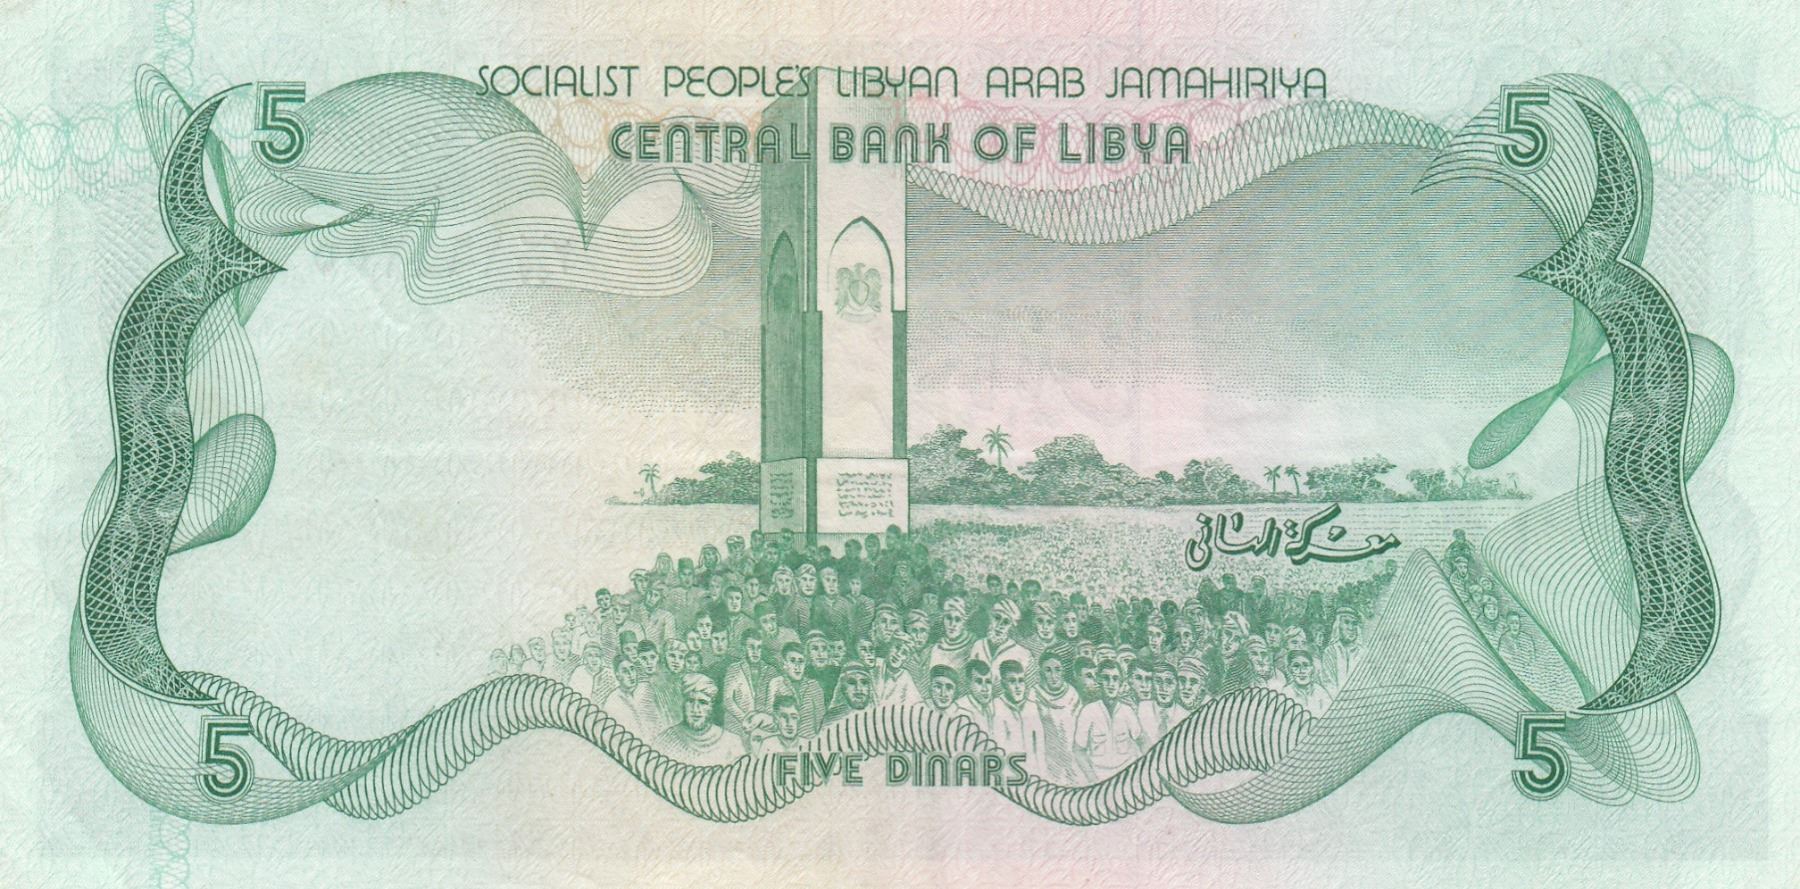 SOCIALIST PEOPLE'S LIBYAN ARAB JAMAHIRIYA
5 5
CENTRAL BANK OF LIBYA
معركة الهاني
5 5
FIVE DINARS